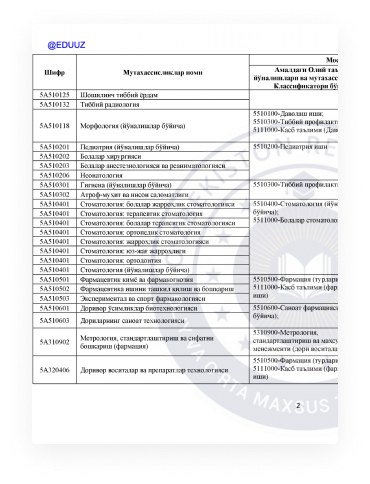 @EDUUZ
Шифр
Мутахассисликлар номи
Мос
Амалдаги Олий таъ
йўналишлари ва мутахасс
Классификатори бў
5А510125 Шошилинч тиббий ёрдам
5А510132 Тиббий радиология
5А510118 Морфология (йўналишлар бўйича)
5510100-Даволаш иши;
5510300-Тиббий профилакт
5111000-Касб таълими (Дав
5А510201 Педиатрия (йўналишлар бўйича) 5510200-Педиатрия иши
5А510202 Болалар хирургияси
5А510203 Болалар анестезиологияси ва реаниматологияси
5А510206 Неонатология
5А510301 Гигиена (йўналишлар бўйича) 5510300-Тиббий профилакт
5А510302 Атроф-муҳит ва инсон саломатлиги
5А510401 Стоматология: болалар жарроҳлик стоматологияси 5510400-Стоматология (йўн
5А510401 Стоматология: терапевтик стоматология бўйича);
5А510401 Стоматология: болалар терапевтик стоматологияси 5111000-Болалар стоматоло
5А510401 Стоматология: ортопедик стоматология
5А510401 Стоматология: жарроҳлик стоматологияси
5А510401 Стоматология: юз-жағ жарроҳлиги
5А510401 Стоматология: ортодонтия
5А510401 Стоматология (йўналишлар бўйича)
5А510501 Фармацевтик кимё ва фармакогнозия 5510500-Фармация (турлари
5А510502 Фармацевтика ишини ташкил қилиш ва бошқариш 5111000-Касб таълими (фар
5А510503 Экспериментал ва спорт фармакологияси иши)
5А510601 Доривор ўсимликлар биотехнологияси 5510600-Саноат фармацияс
5А510603 Дориларнинг саноат технологияси бўйича);
5А310902 Метрология, стандартлаштириш ва сифатни
бошқариш (фармация)
5310900-Метрология,
стандартлаштириш ва маҳсу
менежменти (дори воситала
5А320406 Доривор воситалар ва препаратлар технологияси
5510500-Фармация (турлари
5111000-Касб таълими (фар
иши)
2